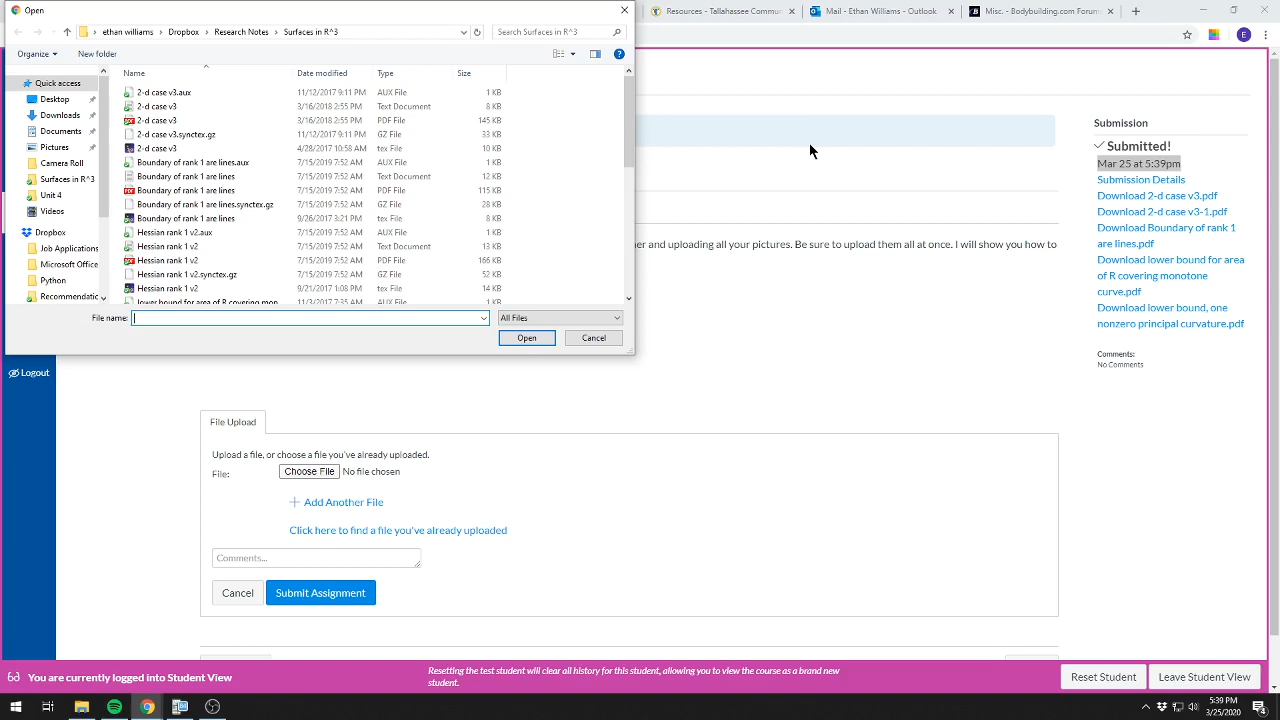 Open
Resources - Tallahassee Commun
Mail - Ethan Williams - Outlook
Misc. - Bodybuilding.com Forums
ethan williams
Dropbox
Research Notes
Surfaces in R^3
Search Surfaces in R^3
E
Organize
New folder
Name
Date modified
Type
Size
Quick access
Desktop
Downloads
Documents
Pictures
Camera Roll
Surfaces in R^3
Unit 4
Videos
Dropbox
Job Applications
Microsoft Office
Python
Recommendatic
2-d case v3.aux 11/12/2017 9:11 PM AUX File 1 KB
2-d case v3 3/16/2018 2:55 PM Text Document 8 KB
2-d case v3 3/16/2018 2:55 PM PDF File 145 KB
2-d case v3.synctex.gz 11/12/2017 9:11 PM GZ File 33 KB
2-d case v3 4/28/2017 10:58 AM tex File 10 KB
Boundary of rank 1 are lines.aux 7/15/2019 7:52 AM AUX File 1 KB
Boundary of rank 1 are lines 7/15/2019 7:52 AM Text Document 12 KB
Boundary of rank 1 are lines 7/15/2019 7:52 AM PDF File 115 KB
Boundary of rank 1 are lines.synctex.gz 7/15/2019 7:52 AM GZ File 28 KB
Boundary of rank 1 are lines 9/26/2017 3:21 PM tex File 8 KB
Hessian rank 1 v2.aux 7/15/2019 7:52 AM AUX File 1 KB
Hessian rank 1 v2 7/15/2019 7:52 AM Text Document 13 KB
Hessian rank 1 v2 7/15/2019 7:52 AM PDF File 166 KB
Hessian rank 1 v2.synctex.gz 7/15/2019 7:52 AM GZ File 52 KB
Hessian rank 1 v2 9/21/2017 1:08 PM tex File 14 KB
lower bound for area of R covering mon... 11/3/2017 7:35 AM AUX File 1 KB
File name:
All Files
Open
Cancel
Submission
Submitted!
Mar 25 at 5:39pm
Submission Details
Download 2-d case v3.pdf
Download 2-d case v3-1.pdf
Download Boundary of rank 1
are lines.pdf
Download lower bound for area
of R covering monotone
curve.pdf
Download lower bound, one
nonzero principal curvature.pdf
Comments:
No Comments
her and uploading all your pictures. Be sure to upload them all at once. I will show you how to
Logout
File Upload
Upload a file, or choose a file you've already uploaded.
File:
Choose File No file chosen
Add Another File
Click here to find a file you've already uploaded
Comments...
Cancel
Submit Assignment
You are currently logged into Student View
Resetting the test student will clear all history for this student, allowing you to view the course as a brand new
student.
Reset Student
Leave Student View
5:39 PM
3/25/2020